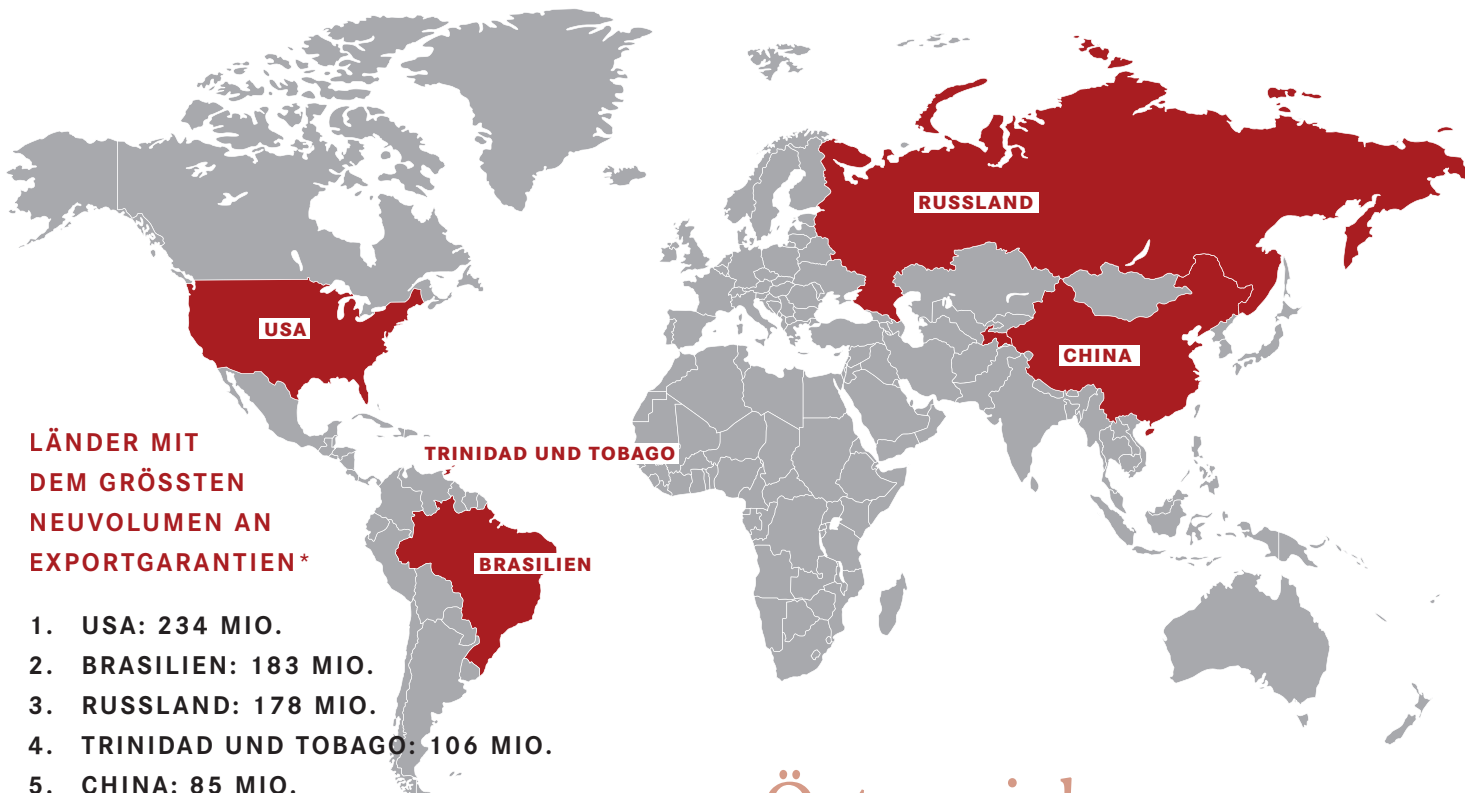 RUSSLAND
USA
CHINA
LÄNDER MIT
DEM GRÖSSTEN
NEUVOLUMEN AN
EXPORTGARANTIEN*
TRINIDAD UND TOBAGO
BRASILIEN
1. USA: 234 MIO.
2. BRASILIEN: 183 MIO.
3. RUSSLAND: 178 MIO.
4. TRINIDAD UND TOBAGO: 106 MIO.
5. CHINA: 85 MIO.